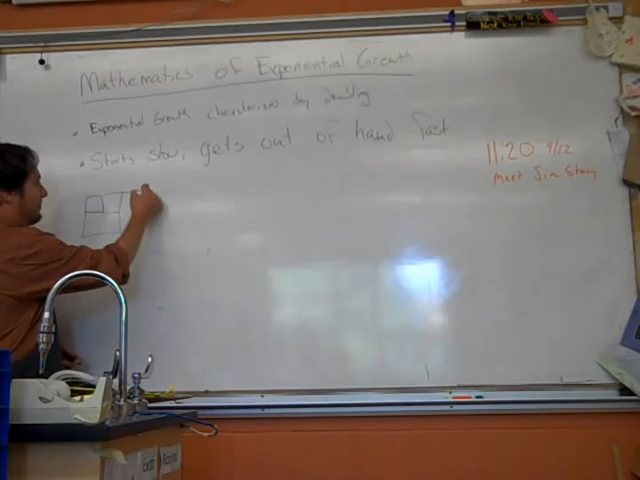 Mathematics of Exponential Growth
• Exponential Growth characterized by doubling
• Starts slow, gets out of hand fast
11:20 9/12
Meet Jim